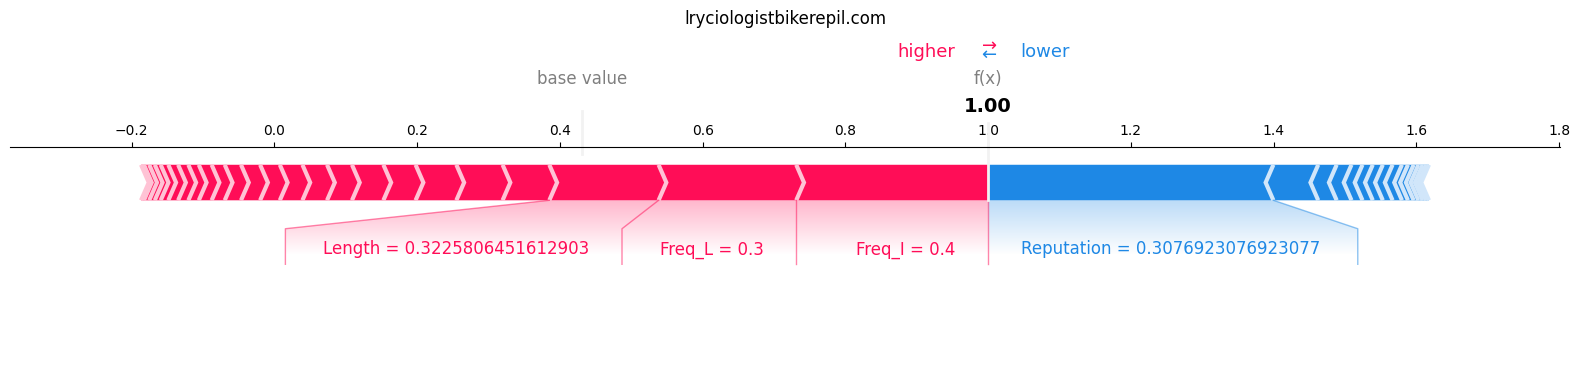 lryciologistbikerepil.com
higher ⇄ lower
base value f(x)
1.00
−0.2 0.0 0.2 0.4 0.6 0.8 1.0 1.2 1.4 1.6 1.8
Length = 0.3225806451612903 Freq_L = 0.3 Freq_I = 0.4 Reputation = 0.3076923076923077